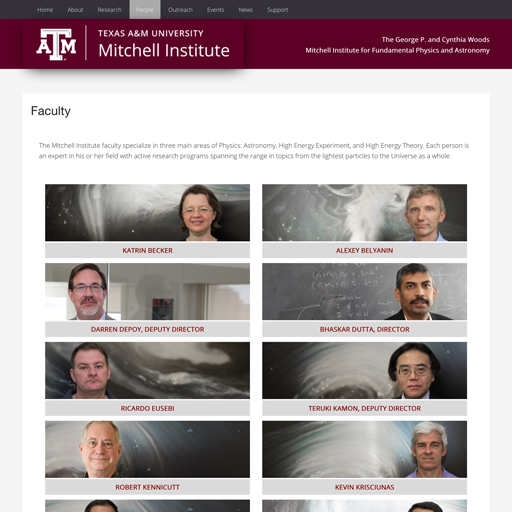 Home About Research People Outreach Events News Support
TEXAS A&M UNIVERSITY
Mitchell Institute
The George P. and Cynthia Woods
Mitchell Institute for Fundamental Physics and Astronomy
Faculty
The Mitchell Institute faculty specialize in three main areas of Physics: Astronomy, High Energy Experiment, and High Energy Theory. Each person is
an expert in his or her field with active research programs spanning the range in topics from the lightest particles to the Universe as a whole.
KATRIN BECKER
ALEXEY BELYANIN
DARREN DEPOY, DEPUTY DIRECTOR
BHASKAR DUTTA, DIRECTOR
RICARDO EUSEBI
TERUKI KAMON, DEPUTY DIRECTOR
ROBERT KENNICUTT
KEVIN KRISCIUNAS